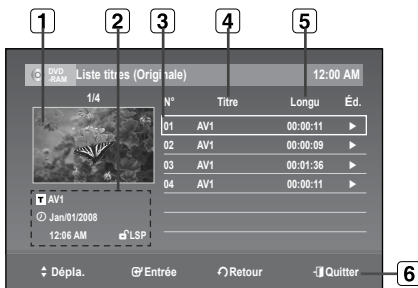 1 2 3 4 5
DVD -RAM Liste titres (Originale) 12:00 AM
1/4 N° Titre Longu Éd.
01 AV1 00:00:11 ►
02 AV1 00:00:09 ►
03 AV1 00:01:36 ►
04 AV1 00:00:11 ►
T AV1
Jan/01/2008
12:06 AM LSP
Dépla. Entrée Retour Quitter 6